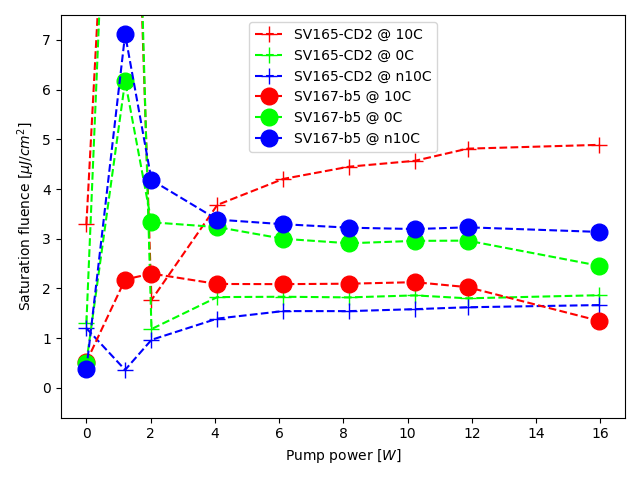 SV165-CD2 @ 10C
SV165-CD2 @ 0C
SV165-CD2 @ n10C
SV167-b5 @ 10C
SV167-b5 @ 0C
SV167-b5 @ n10C
Saturation fluence [μJ/cm²]
7
6
5
4
3
2
1
0
0 2 4 6 8 10 12 14 16
Pump power [W]